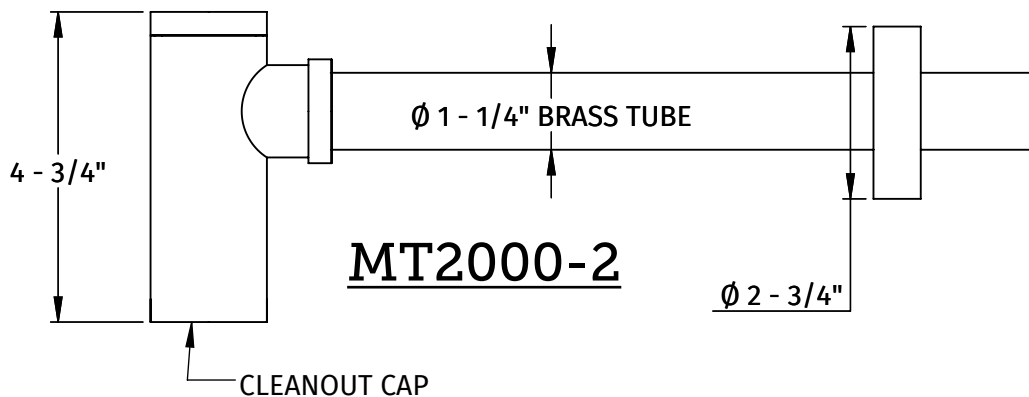 Ø 1 - 1/4" BRASS TUBE
4 - 3/4"
MT2000-2
Ø 2 - 3/4"
CLEANOUT CAP